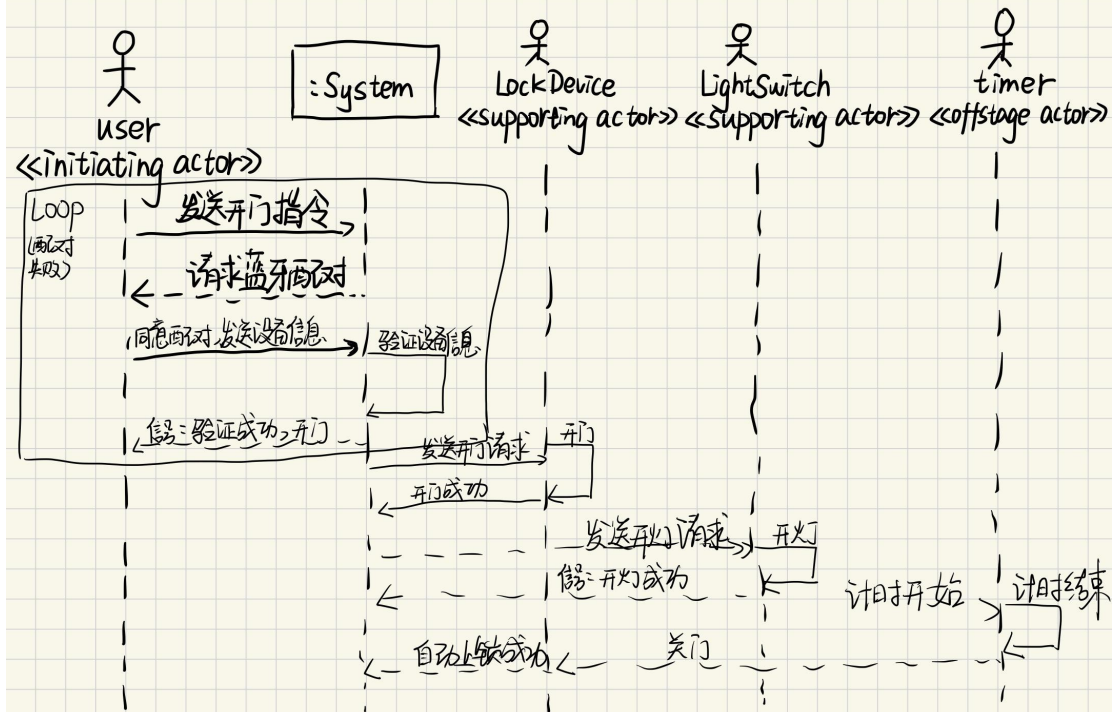 :System
LockDevice
LightSwitch
timer
user
<<supporting actor>>
<<supporting actor>>
<<offstage actor>>
<<initiating actor>>
LOOP
(配对
失败)
发送开门指令
请求蓝牙配对
同意配对,发送设备信息
验证设备信息
信号:验证成功,开门
发送开门请求
开门
开门成功
发送开灯请求
开灯
信号:开灯成功
计时开始
计时结束
自动上锁成功
关门